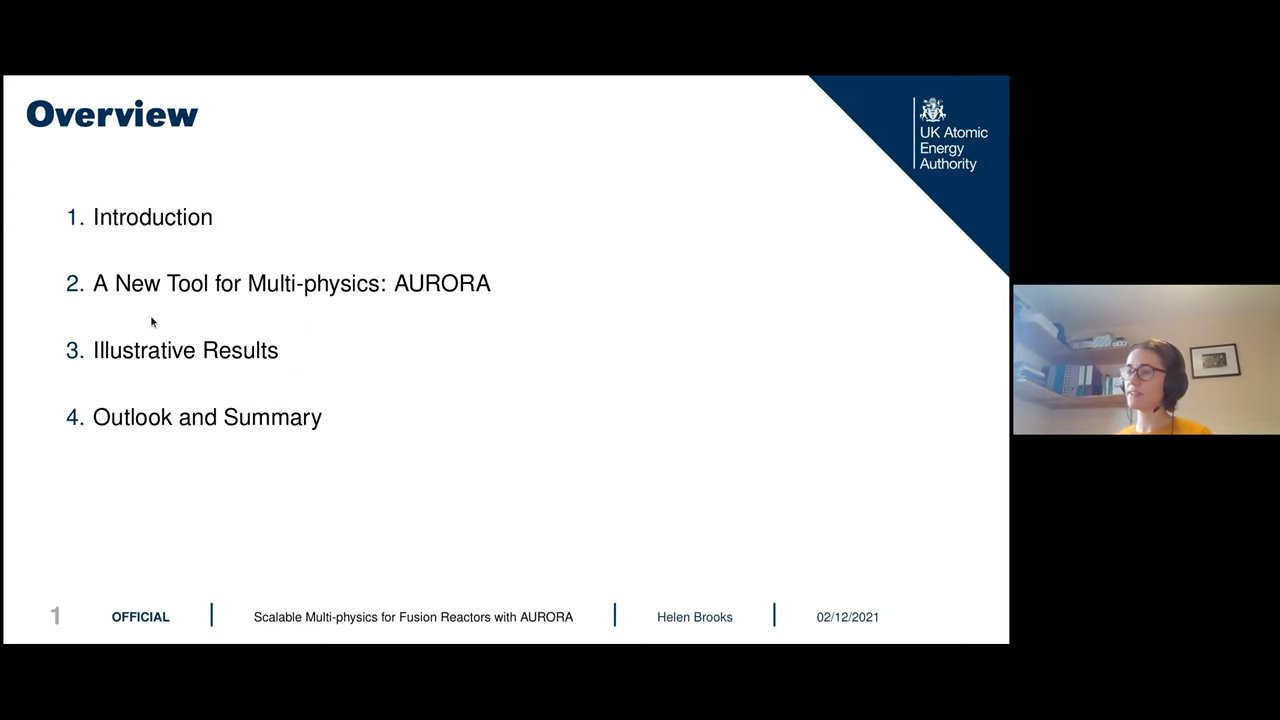 Overview
UK Atomic
Energy
Authority
1. Introduction
2. A New Tool for Multi-physics: AURORA
3. Illustrative Results
4. Outlook and Summary
1 OFFICIAL Scalable Multi-physics for Fusion Reactors with AURORA Helen Brooks 02/12/2021